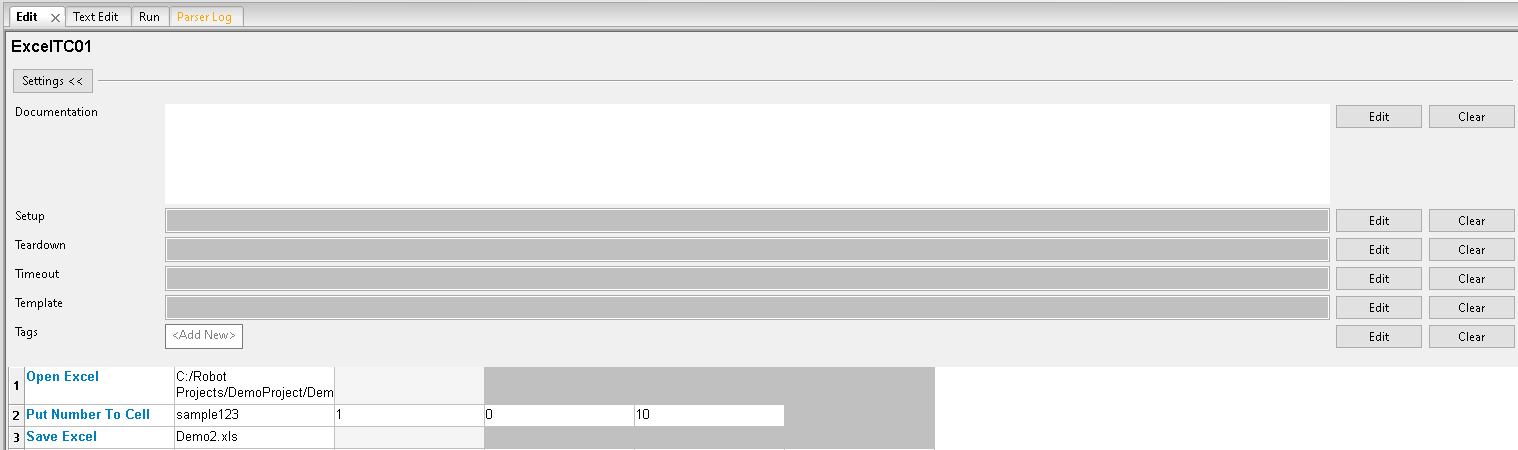 Edit Text Edit Run Parser Log
ExcelTC01
Settings <<
Documentation Edit Clear
Setup Edit Clear
Teardown Edit Clear
Timeout Edit Clear
Template Edit Clear
Tags <Add New> Edit Clear
1 Open Excel C:/Robot
Projects/DemoProject/Dem
2 Put Number To Cell sample123 1 0 10
3 Save Excel Demo2.xls